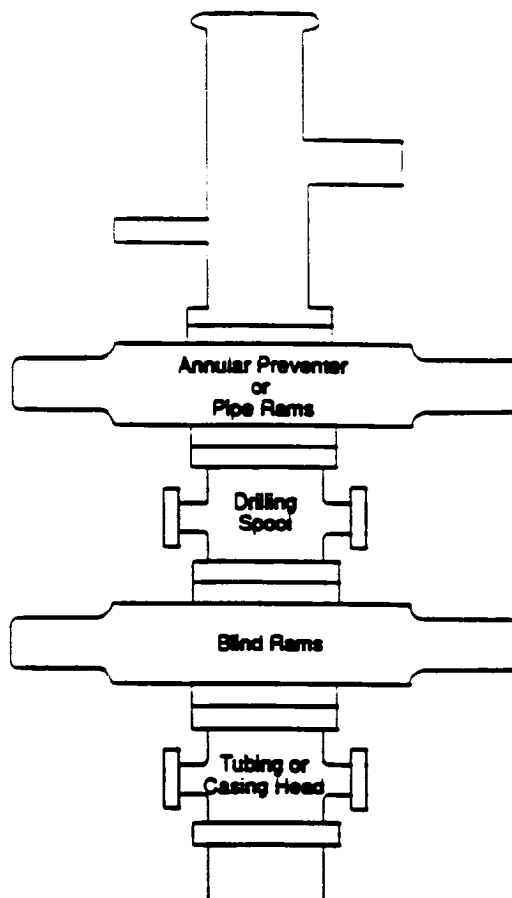 Annular Preventer
or
Pipe Rams
Drilling
Spool
Blind Rams
Tubing or
Casing Head